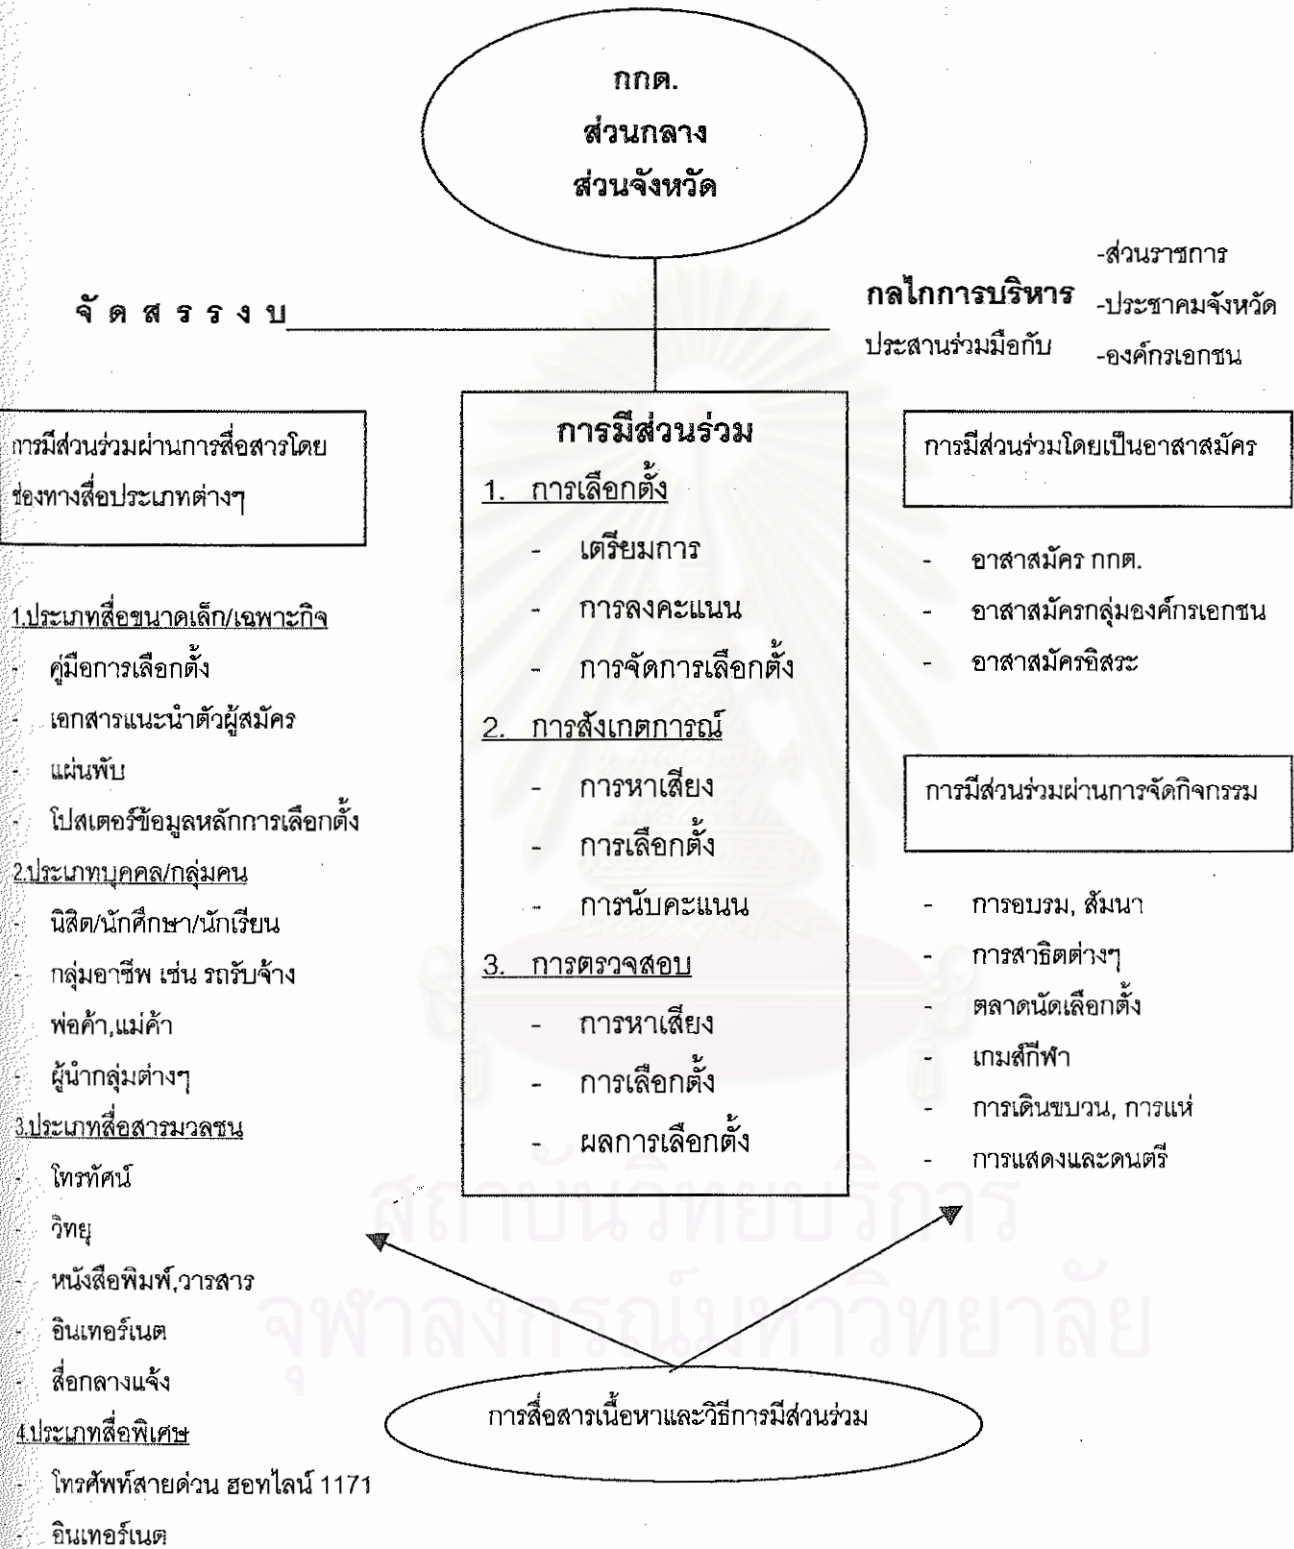 กกต.
ส่วนกลาง
ส่วนจังหวัด
จั ด ส ร ร ง บ
กลไกการบริหาร
ประสานร่วมมือกับ
-ส่วนราชการ
-ประชาคมจังหวัด
-องค์กรเอกชน
การมีส่วนร่วมผ่านการสื่อสารโดย
ช่องทางสื่อประเภทต่างๆ
1.ประเภทสื่อขนาดเล็ก/เฉพาะกิจ
- คู่มือการเลือกตั้ง
- เอกสารแนะนำตัวผู้สมัคร
- แผ่นพับ
- โปสเตอร์ข้อมูลหลักการเลือกตั้ง
2.ประเภทบุคคล/กลุ่มคน
- นิสิต/นักศึกษา/นักเรียน
- กลุ่มอาชีพ เช่น รถรับจ้าง
พ่อค้า,แม่ค้า
- ผู้นำกลุ่มต่างๆ
3.ประเภทสื่อสารมวลชน
- โทรทัศน์
- วิทยุ
- หนังสือพิมพ์,วารสาร
- อินเทอร์เนต
- สื่อกลางแจ้ง
4.ประเภทสื่อพิเศษ
- โทรศัพท์สายด่วน ฮอทไลน์ 1171
- อินเทอร์เนต
การมีส่วนร่วม
1. การเลือกตั้ง
- เตรียมการ
- การลงคะแนน
- การจัดการเลือกตั้ง
2. การสังเกตการณ์
- การหาเสียง
- การเลือกตั้ง
- การนับคะแนน
3. การตรวจสอบ
- การหาเสียง
- การเลือกตั้ง
- ผลการเลือกตั้ง
การมีส่วนร่วมโดยเป็นอาสาสมัคร
- อาสาสมัคร กกต.
- อาสาสมัครกลุ่มองค์กรเอกชน
- อาสาสมัครอิสระ
การมีส่วนร่วมผ่านการจัดกิจกรรม
- การอบรม, สัมนา
- การสาธิตต่างๆ
- ตลาดนัดเลือกตั้ง
- เกมส์กีฬา
- การเดินขบวน, การแห่
- การแสดงและดนตรี
การสื่อสารเนื้อหาและวิธีการมีส่วนร่วม
สถาบันวิทยบริการ
จุฬาลงกรณ์มหาวิทยาลัย